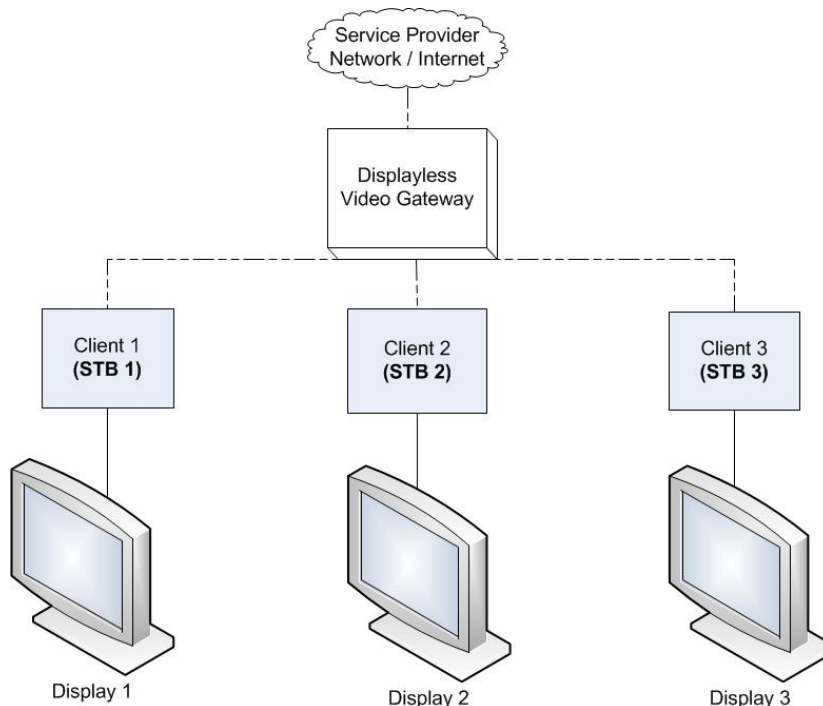 Service Provider
Network / Internet
Displayless
Video Gateway
Client 1
(STB 1)
Client 2
(STB 2)
Client 3
(STB 3)
Display 1
Display 2
Display 3